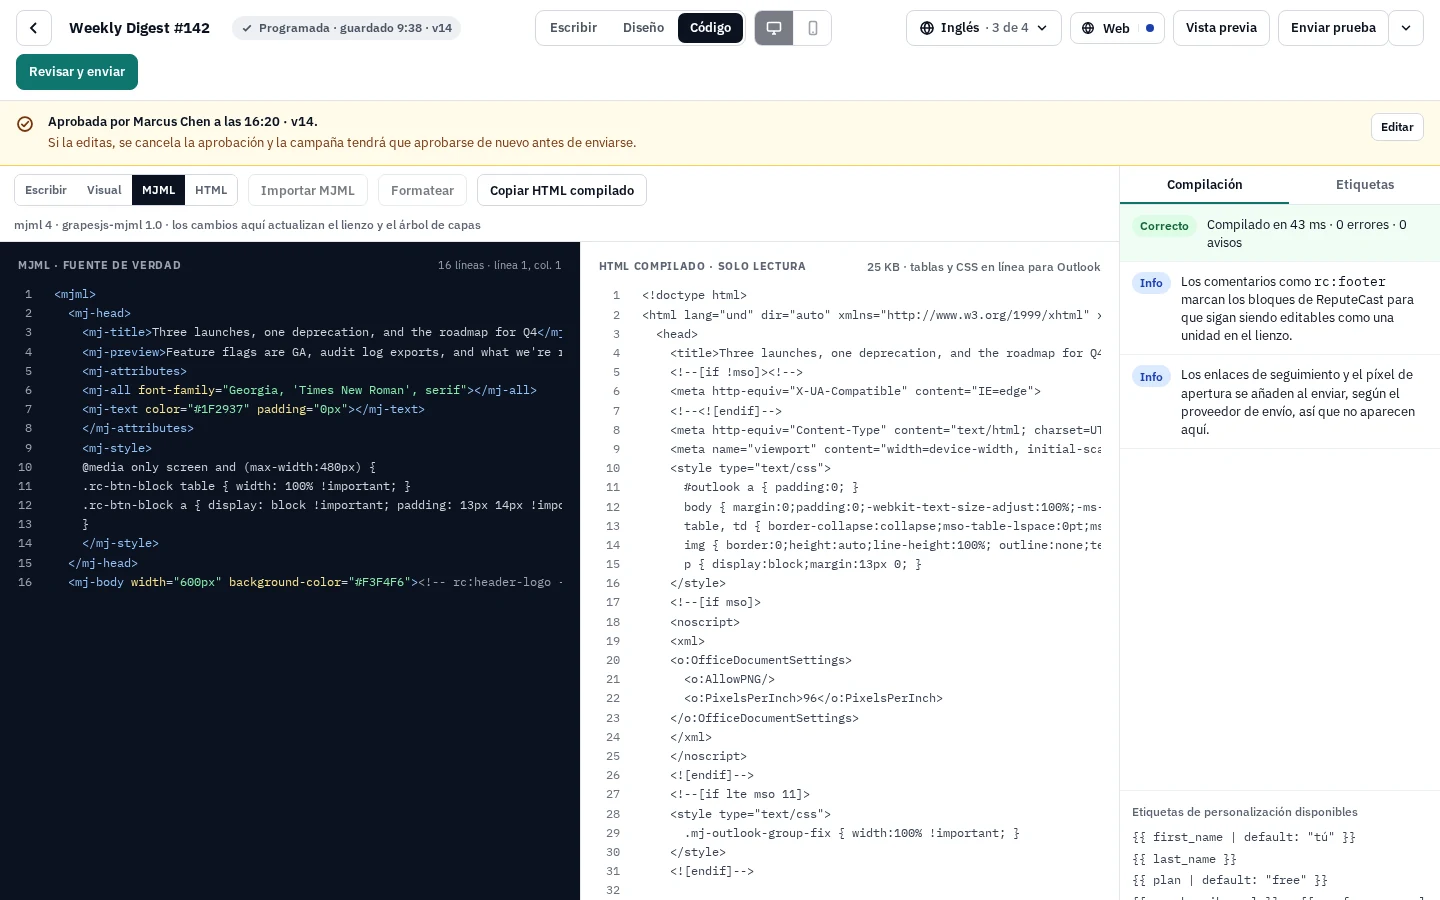 Weekly Digest #142
Programada · guardado 9:38 · v14
Escribir
Diseño
Código
Inglés · 3 de 4
Web
Vista previa
Enviar prueba
Revisar y enviar
Aprobada por Marcus Chen a las 16:20 · v14.
Si la editas, se cancela la aprobación y la campaña tendrá que aprobarse de nuevo antes de enviarse.
Editar
Escribir
Visual
MJML
HTML
Importar MJML
Formatear
Copiar HTML compilado
mjml 4 · grapesjs-mjml 1.0 · los cambios aquí actualizan el lienzo y el árbol de capas
MJML · FUENTE DE VERDAD
16 líneas · línea 1, col. 1
1 <mjml>
2 <mj-head>
3 <mj-title>Three launches, one deprecation, and the roadmap for Q4</mj
4 <mj-preview>Feature flags are GA, audit log exports, and what we're
5 <mj-attributes>
6 <mj-all font-family="Georgia, 'Times New Roman', serif"></mj-all>
7 <mj-text color="#1F2937" padding="0px"></mj-text>
8 </mj-attributes>
9 <mj-style>
10 @media only screen and (max-width:480px) {
11 .rc-btn-block table { width: 100% !important; }
12 .rc-btn-block a { display: block !important; padding: 13px 14px !impo
13 }
14 </mj-style>
15 </mj-head>
16 <mj-body width="600px" background-color="#F3F4F6"><!-- rc:header-logo -
HTML COMPILADO · SOLO LECTURA
25 KB · tablas y CSS en línea para Outlook
1 <!doctype html>
2 <html lang="und" dir="auto" xmlns="http://www.w3.org/1999/xhtml"
3 <head>
4 <title>Three launches, one deprecation, and the roadmap for Q4
5 <!--[if !mso]><!-->
6 <meta http-equiv="X-UA-Compatible" content="IE=edge">
7 <!--<![endif]-->
8 <meta http-equiv="Content-Type" content="text/html; charset=UT
9 <meta name="viewport" content="width=device-width, initial-sca
10 <style type="text/css">
11 #outlook a { padding:0; }
12 body { margin:0;padding:0;-webkit-text-size-adjust:100%;-ms-
13 table, td { border-collapse:collapse;mso-table-lspace:0pt;ms
14 img { border:0;height:auto;line-height:100%; outline:none;te
15 p { display:block;margin:13px 0; }
16 </style>
17 <!--[if mso]>
18 <noscript>
19 <xml>
20 <o:OfficeDocumentSettings>
21 <o:AllowPNG/>
22 <o:PixelsPerInch>96</o:PixelsPerInch>
23 </o:OfficeDocumentSettings>
24 </xml>
25 </noscript>
26 <![endif]-->
27 <!--[if lte mso 11]>
28 <style type="text/css">
29 .mj-outlook-group-fix { width:100% !important; }
30 </style>
31 <![endif]-->
32
Compilación
Etiquetas
Correcto
Compilado en 43 ms · 0 errores · 0
avisos
Info
Los comentarios como rc:footer
marcan los bloques de ReputeCast para
que sigan siendo editables como una
unidad en el lienzo.
Info
Los enlaces de seguimiento y el píxel de
apertura se añaden al enviar, según el
proveedor de envío, así que no aparecen
aquí.
Etiquetas de personalización disponibles
{{ first_name | default: "tú" }}
{{ last_name }}
{{ plan | default: "free" }}